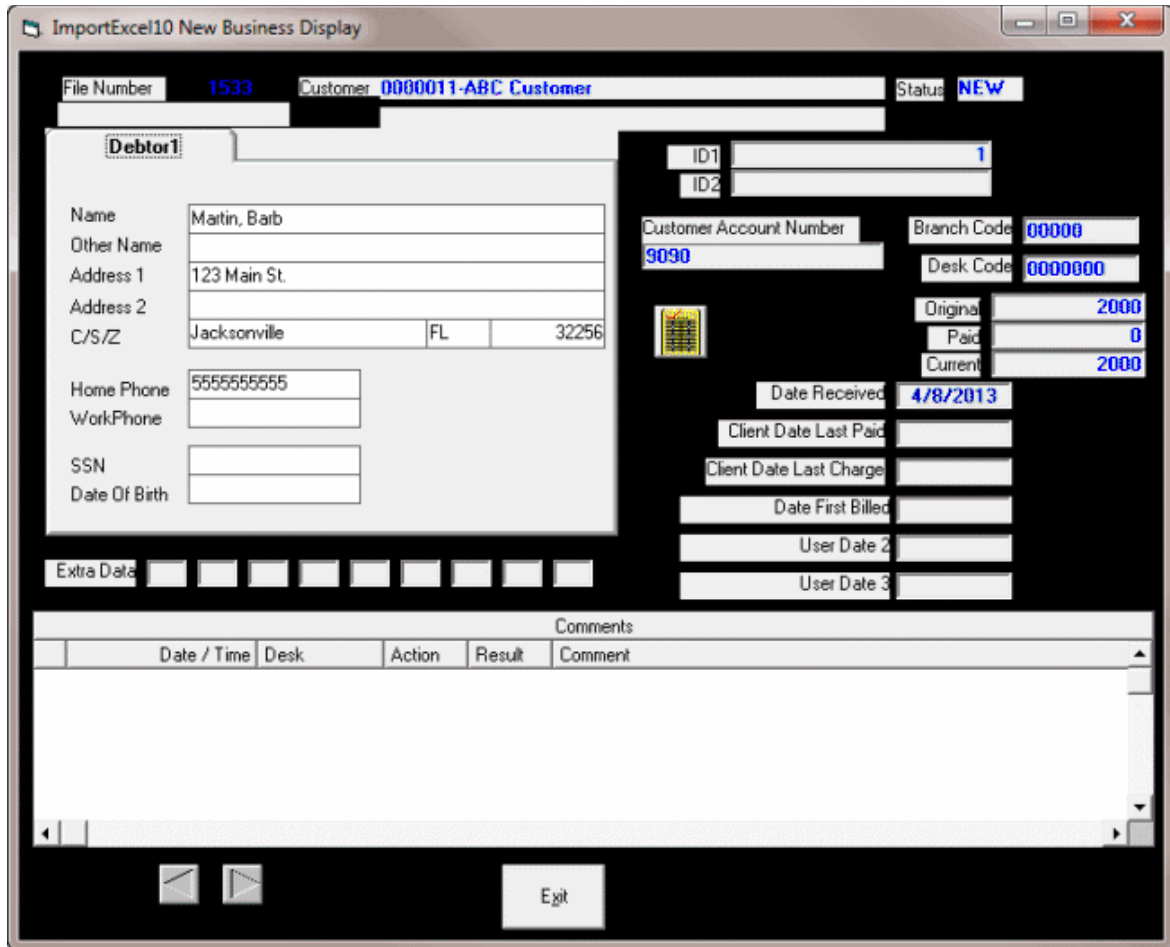 ImportExcel10 New Business Display
File Number 1533 Customer 0000011-ABC Customer Status NEW
Debtor1
ID1 1
ID2
Name Martin, Barb
Other Name
Address 1 123 Main St.
Address 2
C/S/Z Jacksonville FL 32256
Home Phone 5555555555
WorkPhone
SSN
Date Of Birth
Customer Account Number
9090
Branch Code 00000
Desk Code 0000000
Original 2000
Paid 0
Current 2000
Date Received 4/8/2013
Client Date Last Paid
Client Date Last Charge
Date First Billed
User Date 2
User Date 3
Extra Data
Comments
Date / Time Desk Action Result Comment
Exit